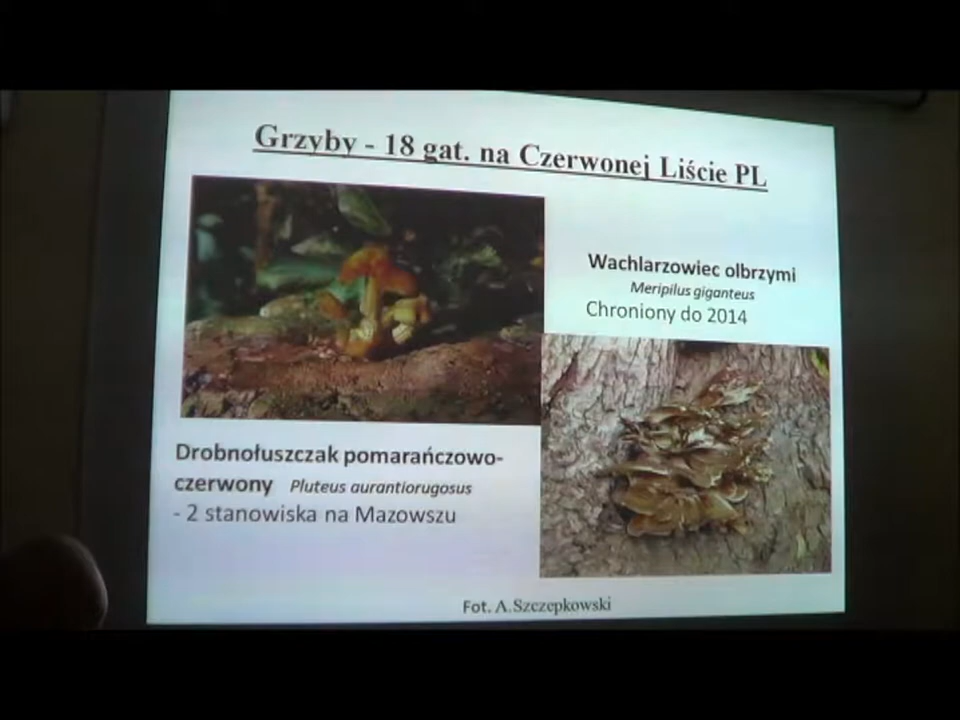 Grzyby - 18 gat. na Czerwonej Liście PL
Wachlarzowiec olbrzymi
Meripilus giganteus
Chroniony do 2014
Drobnołuszczak pomarańczowo-
czerwony Pluteus aurantiorugosus
- 2 stanowiska na Mazowszu
Fot. A.Szczepkowski